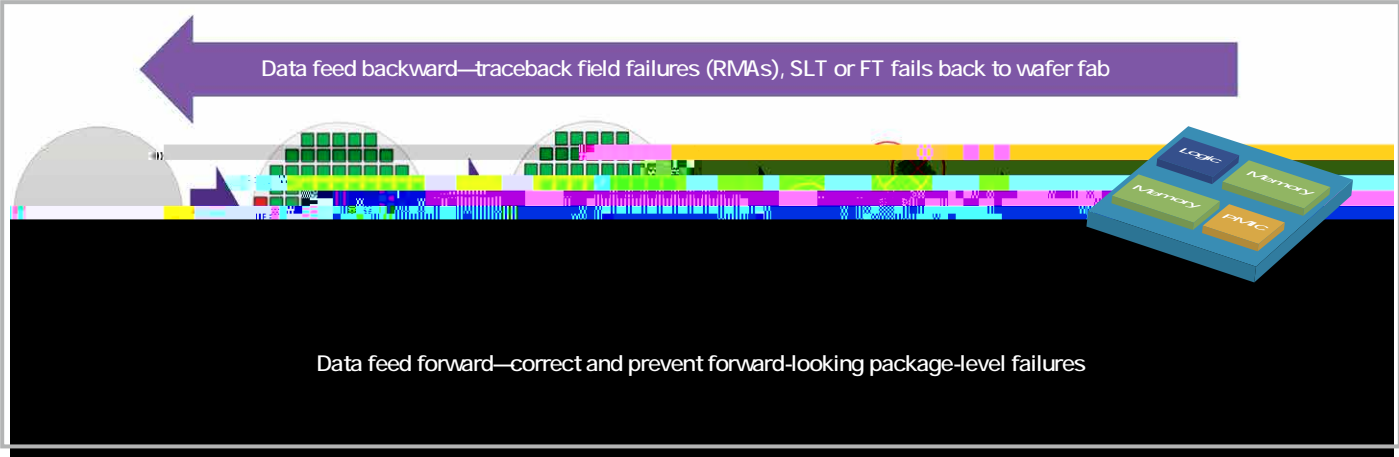 Data feed backward—traceback field failures (RMAs), SLT or FT fails back to wafer fab
Logic
Memory
Memory
PMIC
Data feed forward—correct and prevent forward-looking package-level failures